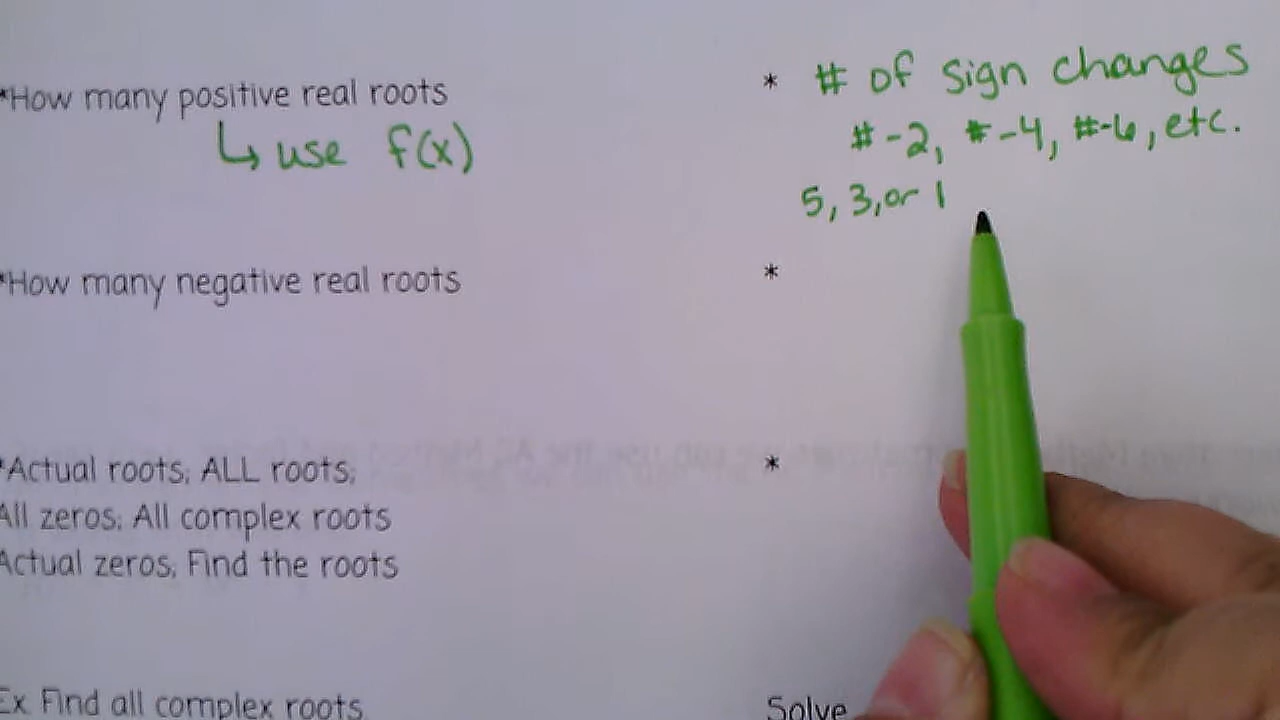 *How many positive real roots
* # of sign changes
↳ use f(x)
#-2, #-4, #-6, etc.
5, 3, or 1
*How many negative real roots
*
*Actual roots; ALL roots;
*
All zeros; All complex roots
Actual zeros; Find the roots
Ex Find all complex roots
Solve